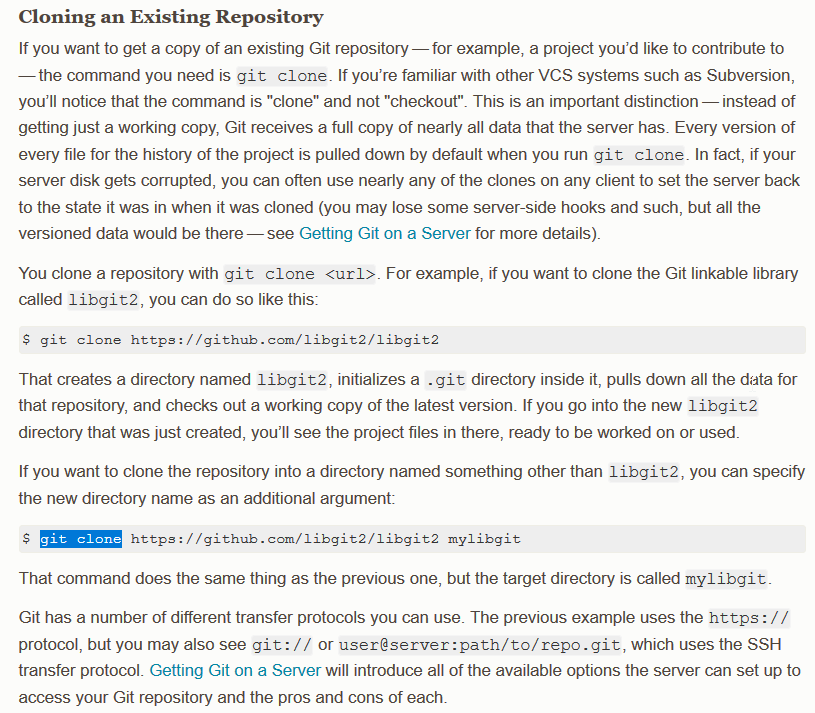 Cloning an Existing Repository
If you want to get a copy of an existing Git repository — for example, a project you’d like to contribute to
— the command you need is git clone. If you’re familiar with other VCS systems such as Subversion,
you’ll notice that the command is "clone" and not "checkout". This is an important distinction — instead of
getting just a working copy, Git receives a full copy of nearly all data that the server has. Every version of
every file for the history of the project is pulled down by default when you run git clone. In fact, if your
server disk gets corrupted, you can often use nearly any of the clones on any client to set the server back
to the state it was in when it was cloned (you may lose some server-side hooks and such, but all the
versioned data would be there — see Getting Git on a Server for more details).
You clone a repository with git clone <url>. For example, if you want to clone the Git linkable library
called libgit2, you can do so like this:
$ git clone https://github.com/libgit2/libgit2
That creates a directory named libgit2, initializes a .git directory inside it, pulls down all the data for
that repository, and checks out a working copy of the latest version. If you go into the new libgit2
directory that was just created, you’ll see the project files in there, ready to be worked on or used.
If you want to clone the repository into a directory named something other than libgit2, you can specify
the new directory name as an additional argument:
$ git clone https://github.com/libgit2/libgit2 mylibgit
That command does the same thing as the previous one, but the target directory is called mylibgit.
Git has a number of different transfer protocols you can use. The previous example uses the https://
protocol, but you may also see git:// or user@server:path/to/repo.git, which uses the SSH
transfer protocol. Getting Git on a Server will introduce all of the available options the server can set up to
access your Git repository and the pros and cons of each.